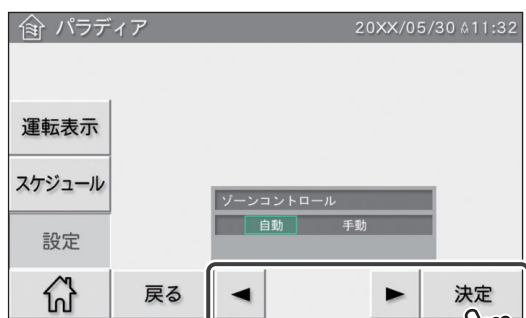 パラディア 20XX/05/30 11:32
運転表示
スケジュール
ゾーンコントロール
自動 手動
設定
戻る ◀ ▶ 決定